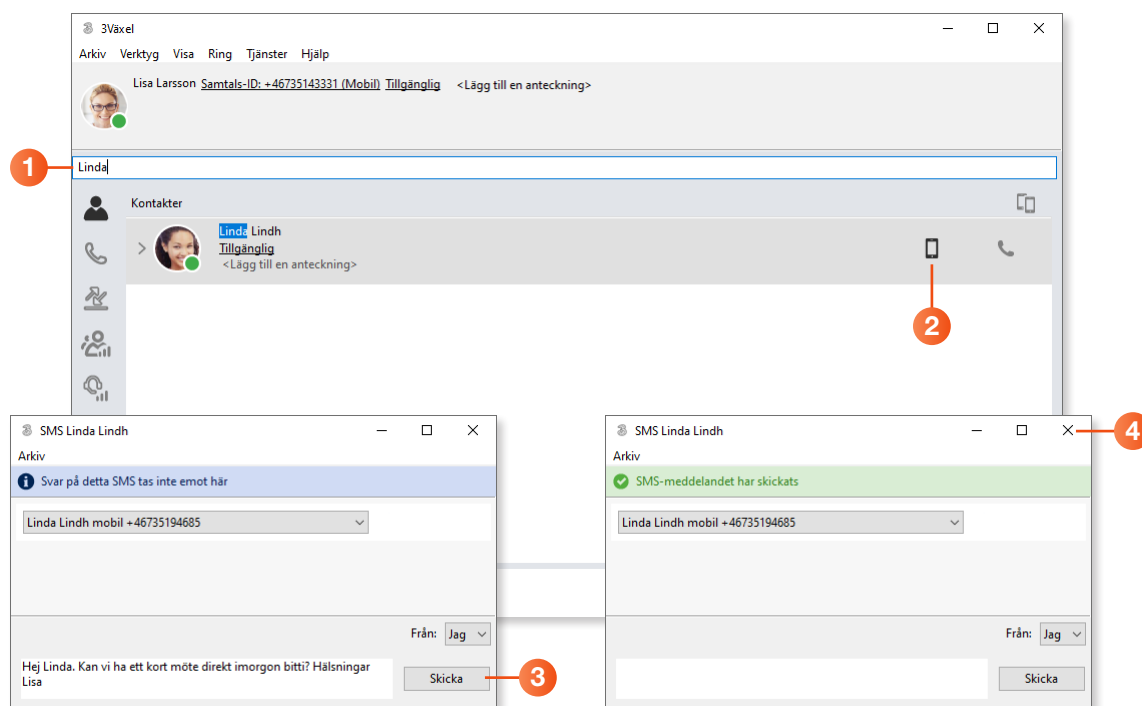 3Växel
Arkiv Verktyg Visa Ring Tjänster Hjälp
Lisa Larsson Samtals-ID: +46735143331 (Mobil) Tillgänglig <Lägg till en anteckning>
1
Linda
Kontakter
Linda Lindh
Tillgänglig
<Lägg till en anteckning>
2
SMS Linda Lindh
Arkiv
Svar på detta SMS tas inte emot här
Linda Lindh mobil +46735194685
Från: Jag
Hej Linda. Kan vi ha ett kort möte direkt imorgon bitti? Hälsningar
Lisa
Skicka
3
SMS Linda Lindh
4
Arkiv
SMS-meddelandet har skickats
Linda Lindh mobil +46735194685
Från: Jag
Skicka